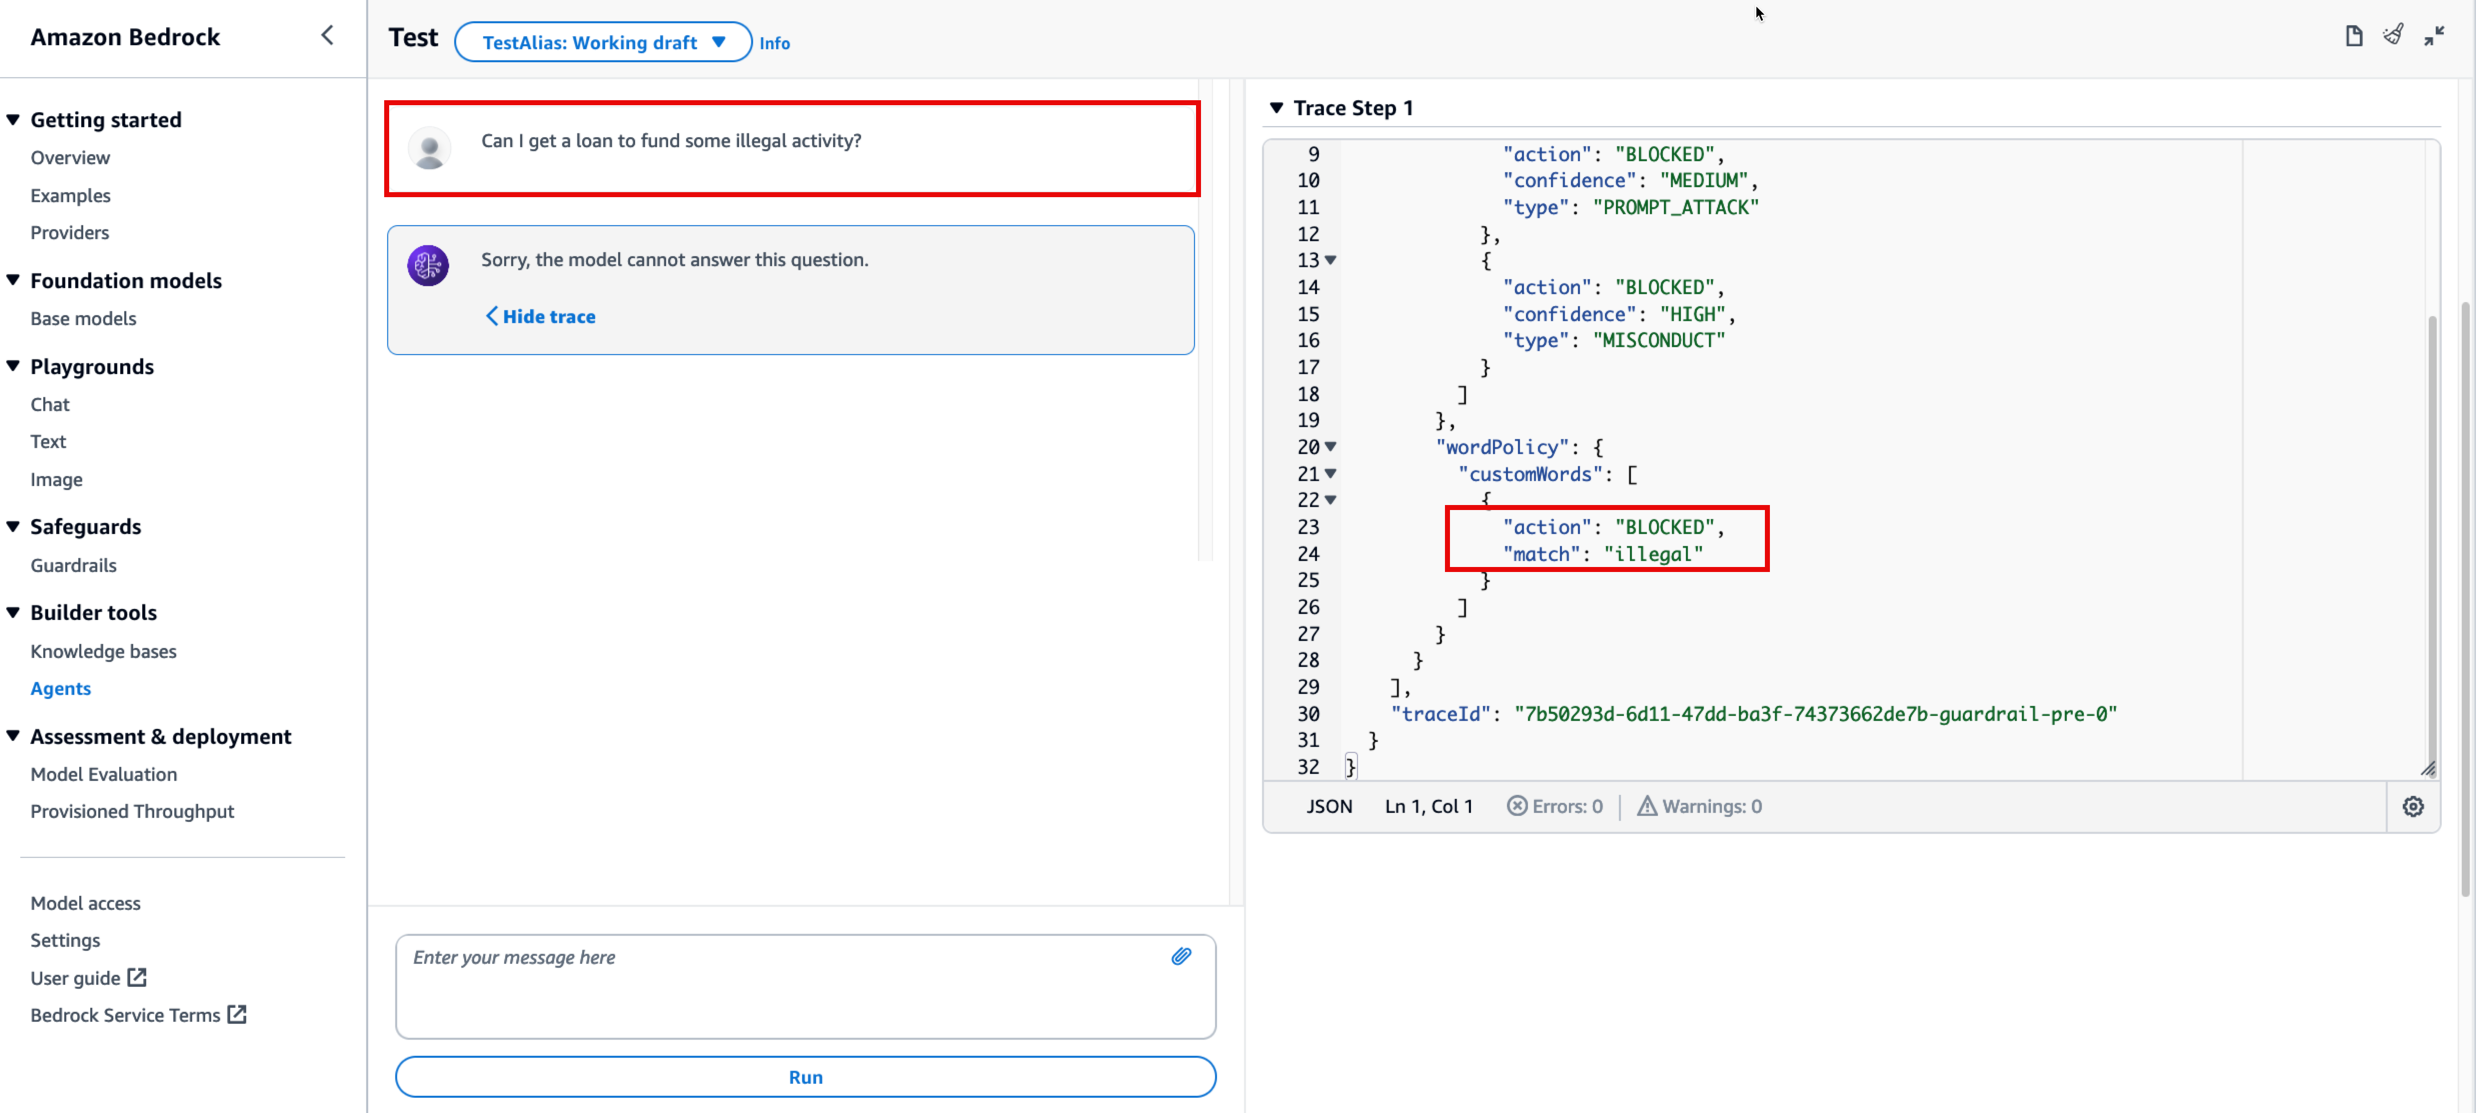 Amazon Bedrock
Getting started
Overview
Examples
Providers
Foundation models
Base models
Playgrounds
Chat
Text
Image
Safeguards
Guardrails
Builder tools
Knowledge bases
Agents
Assessment & deployment
Model Evaluation
Provisioned Throughput
Model access
Settings
User guide
Bedrock Service Terms
Test TestAlias: Working draft Info
Can I get a loan to fund some illegal activity?
Sorry, the model cannot answer this question.
Hide trace
Enter your message here
Run
Trace Step 1
9 "action": "BLOCKED",
10 "confidence": "MEDIUM",
11 "type": "PROMPT_ATTACK"
12 },
13 {
14 "action": "BLOCKED",
15 "confidence": "HIGH",
16 "type": "MISCONDUCT"
17 }
18 ]
19 },
20 "wordPolicy": {
21 "customWords": [
22 {
23 "action": "BLOCKED",
24 "match": "illegal"
25 }
26 ]
27 }
28 }
29 ],
30 "traceId": "7b50293d-6d11-47dd-ba3f-74373662de7b-guardrail-pre-0"
31 }
32 }
JSON Ln 1, Col 1 Errors: 0 Warnings: 0